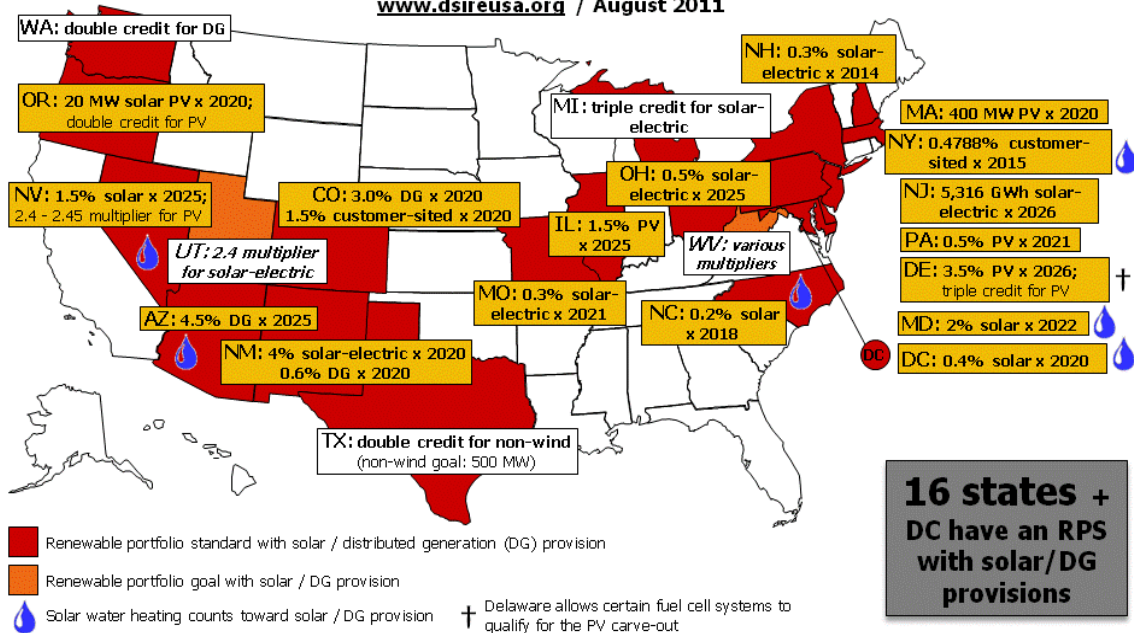 www.dsireusa.org / August 2011
WA: double credit for DG
NH: 0.3% solar-
electric x 2014
OR: 20 MW solar PV x 2020;
double credit for PV
MI: triple credit for solar-
electric
MA: 400 MW PV x 2020
NY: 0.4788% customer-
sited x 2015
NV: 1.5% solar x 2025;
2.4 - 2.45 multiplier for PV
CO: 3.0% DG x 2020
1.5% customer-sited x 2020
OH: 0.5% solar-
electric x 2025
NJ: 5,316 GWh solar-
electric x 2026
IL: 1.5% PV
x 2025
UT: 2.4 multiplier
for solar-electric
WV: various
multipliers
PA: 0.5% PV x 2021
DE: 3.5% PV x 2026;
triple credit for PV
†
MO: 0.3% solar-
electric x 2021
NC: 0.2% solar
x 2018
AZ: 4.5% DG x 2025
MD: 2% solar x 2022
NM: 4% solar-electric x 2020
0.6% DG x 2020
DC
DC: 0.4% solar x 2020
TX: double credit for non-wind
(non-wind goal: 500 MW)
16 states +
DC have an RPS
with solar/DG
provisions
Renewable portfolio standard with solar / distributed generation (DG) provision
Renewable portfolio goal with solar / DG provision
Solar water heating counts toward solar / DG provision
† Delaware allows certain fuel cell systems to
qualify for the PV carve-out